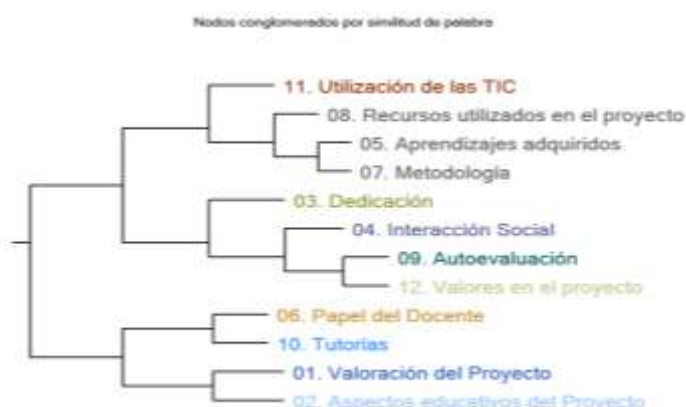 Nodos conglomerados por similitud de palabra
11. Utilización de las TIC
08. Recursos utilizados en el proyecto
05. Aprendizajes adquiridos
07. Metodología
03. Dedicación
04. Interacción Social
09. Autoevaluación
12. Valores en el proyecto
06. Papel del Docente
10. Tutorías
01. Valoración del Proyecto
02. Aspectos educativos del Proyecto